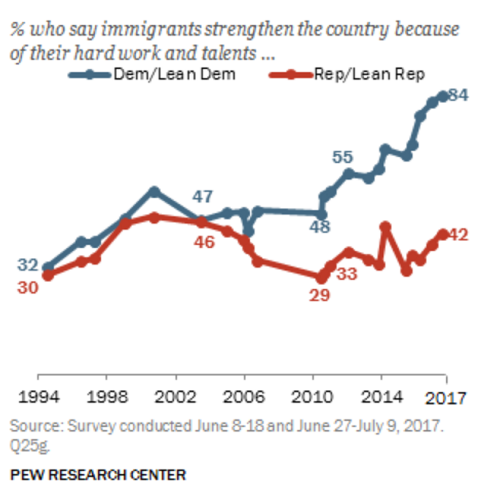 % who say immigrants strengthen the country because
of their hard work and talents ...
Dem/Lean Dem Rep/Lean Rep
84
55
47
48
32
46
42
30
33
29
1994 1998 2002 2006 2010 2014 2017
Source: Survey conducted June 8-18 and June 27-July 9, 2017.
Q25g.
PEW RESEARCH CENTER